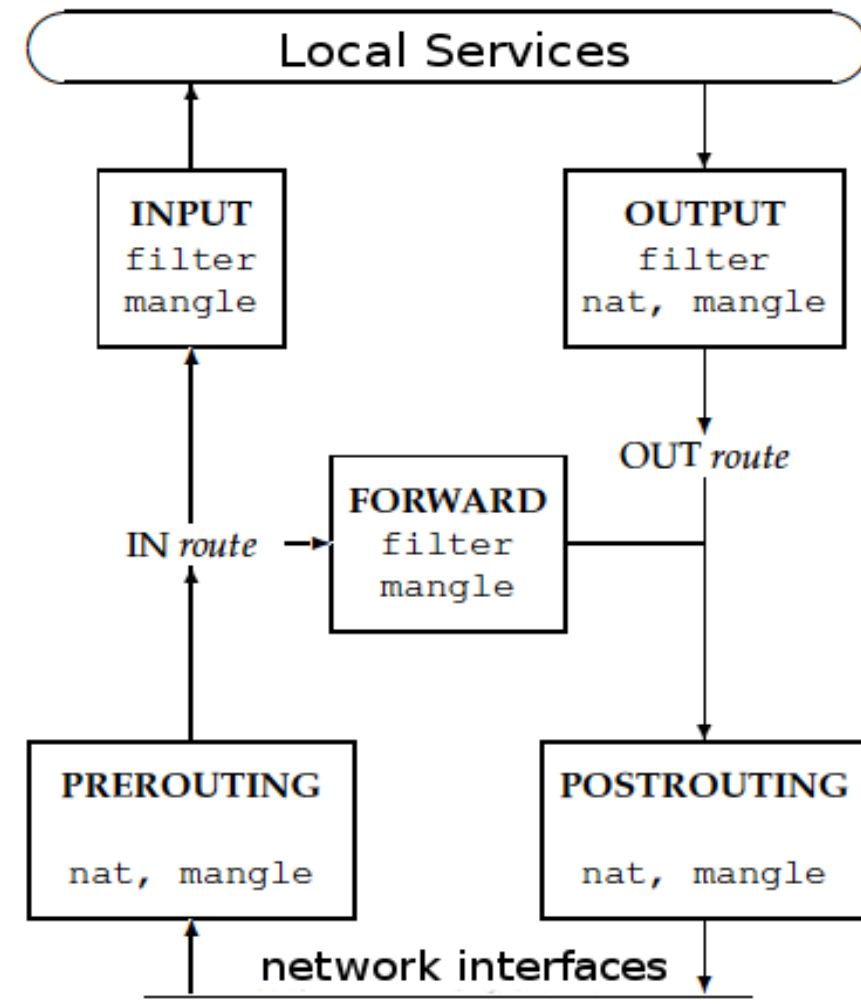 Local Services
INPUT
filter
mangle
OUTPUT
filter
nat, mangle
OUT route
FORWARD
filter
mangle
IN route
PREROUTING
nat, mangle
POSTROUTING
nat, mangle
network interfaces